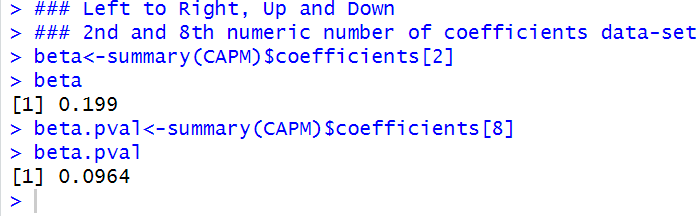 > ### Left to Right, Up and Down
> ### 2nd and 8th numeric number of coefficients data-set
> beta<-summary(CAPM)$coefficients[2]
> beta
[1] 0.199
> beta.pval<-summary(CAPM)$coefficients[8]
> beta.pval
[1] 0.0964
>